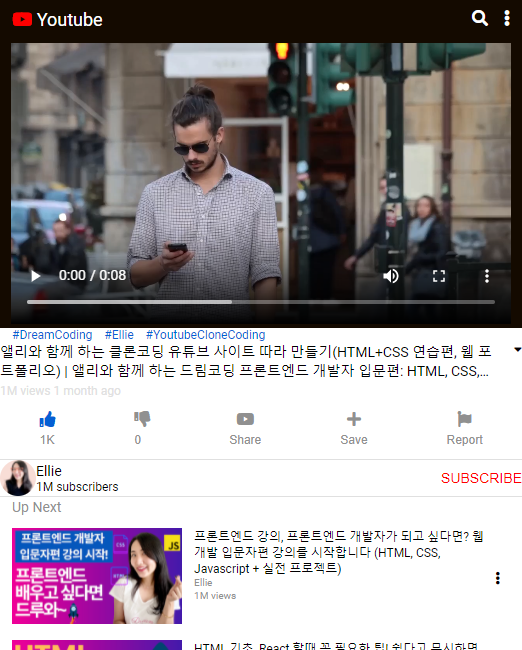 Youtube
0:00 / 0:08
#DreamCoding #Ellie #YoutubeCloneCoding
앨리와 함께 하는 클론코딩 유튜브 사이트 따라 만들기(HTML+CSS 연습편, 웹 포
트폴리오) | 앨리와 함께 하는 드림코딩 프론트엔드 개발자 입문편: HTML, CSS,...
1M views 1 month ago
1K 0 Share Save Report
Ellie
1M subscribers
SUBSCRIBE
Up Next
프론트엔드 개발자
입문자편 강의 시작!
JS
프론트엔드
배우고 싶다면
드루와~
프론트엔드 강의, 프론트엔드 개발자가 되고 싶다면? 웹
개발 입문자편 강의를 시작합니다 (HTML, CSS,
Javascript + 실전 프로젝트)
Ellie
1M views
HTML
HTML 기초, React 할때 꼭 필요한 팁! 쉽다고 무시하면